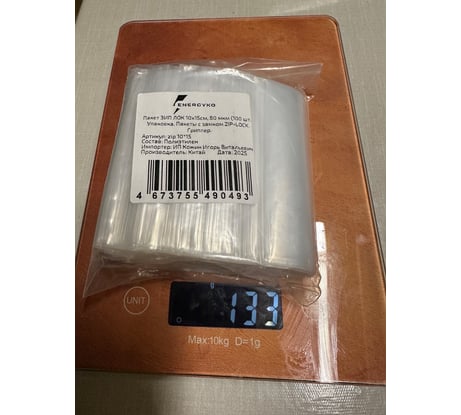 ENERGYKO
Пакет ЗИП ЛОК 10х15см, 80 мкм (100 шт.
Упаковка, Пакеты с замком ZIP-LOCK
Гриппер.
Артикул: zip 10*15
Состав: Полиэтилен
Импортер: ИП Кожин Игорь Витальевич
Производитель: Китай Дата: 2025
4 673755 490493
UNIT
g
133
Max:10kg D=1g